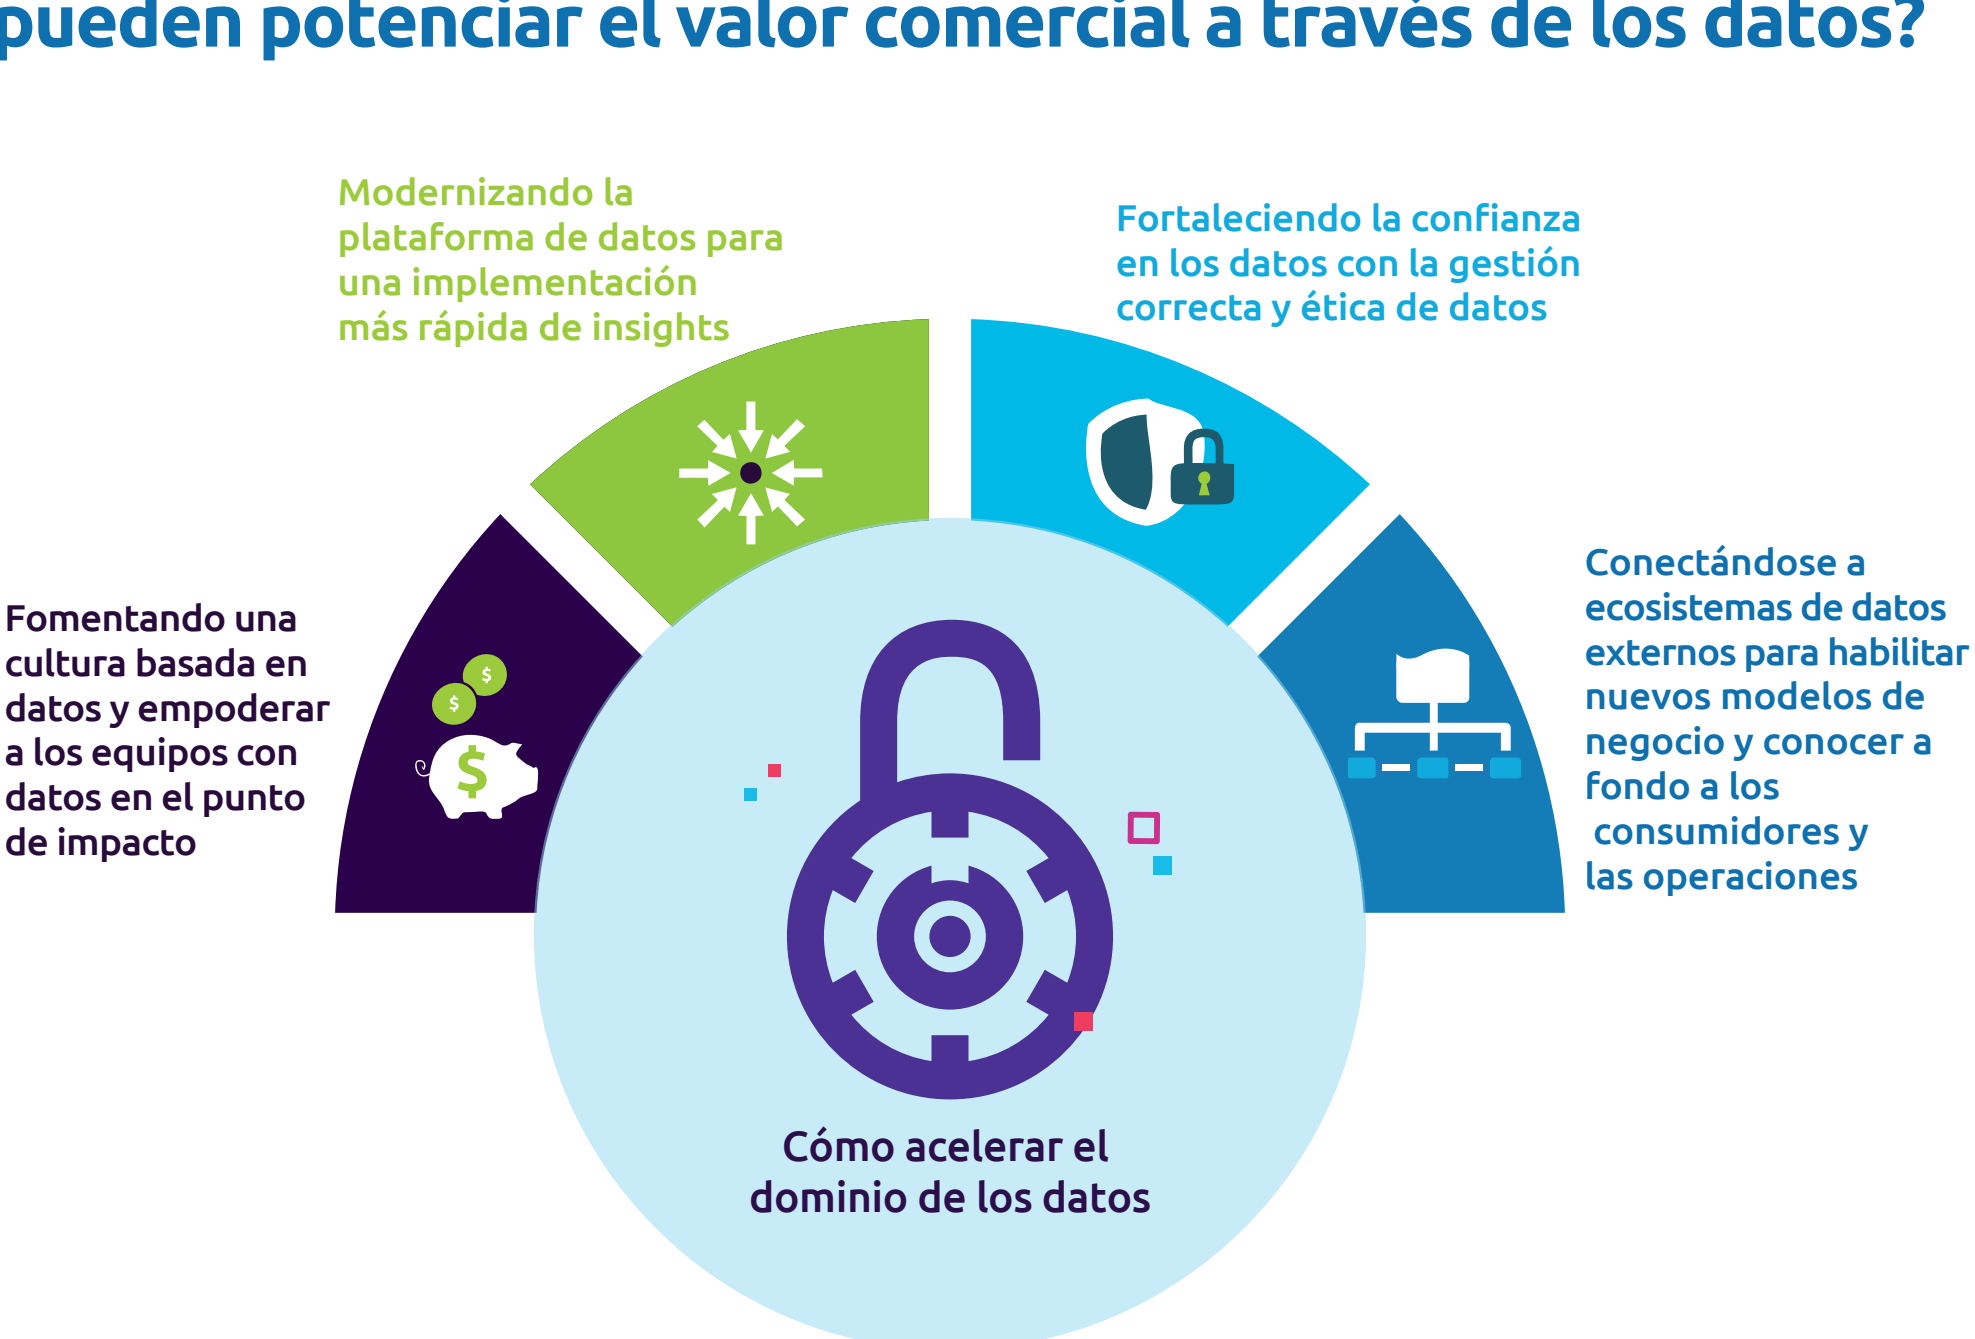 pueden potenciar el valor comercial a través de los datos?
Modernizando la
plataforma de datos para
una implementación
más rápida de insights
Fortaleciendo la confianza
en los datos con la gestión
correcta y ética de datos
Fomentando una
cultura basada en
datos y empoderar
a los equipos con
datos en el punto
de impacto
$
$
$
Conectándose a
ecosistemas de datos
externos para habilitar
nuevos modelos de
negocio y conocer a
fondo a los
consumidores y
las operaciones
Cómo acelerar el
dominio de los datos